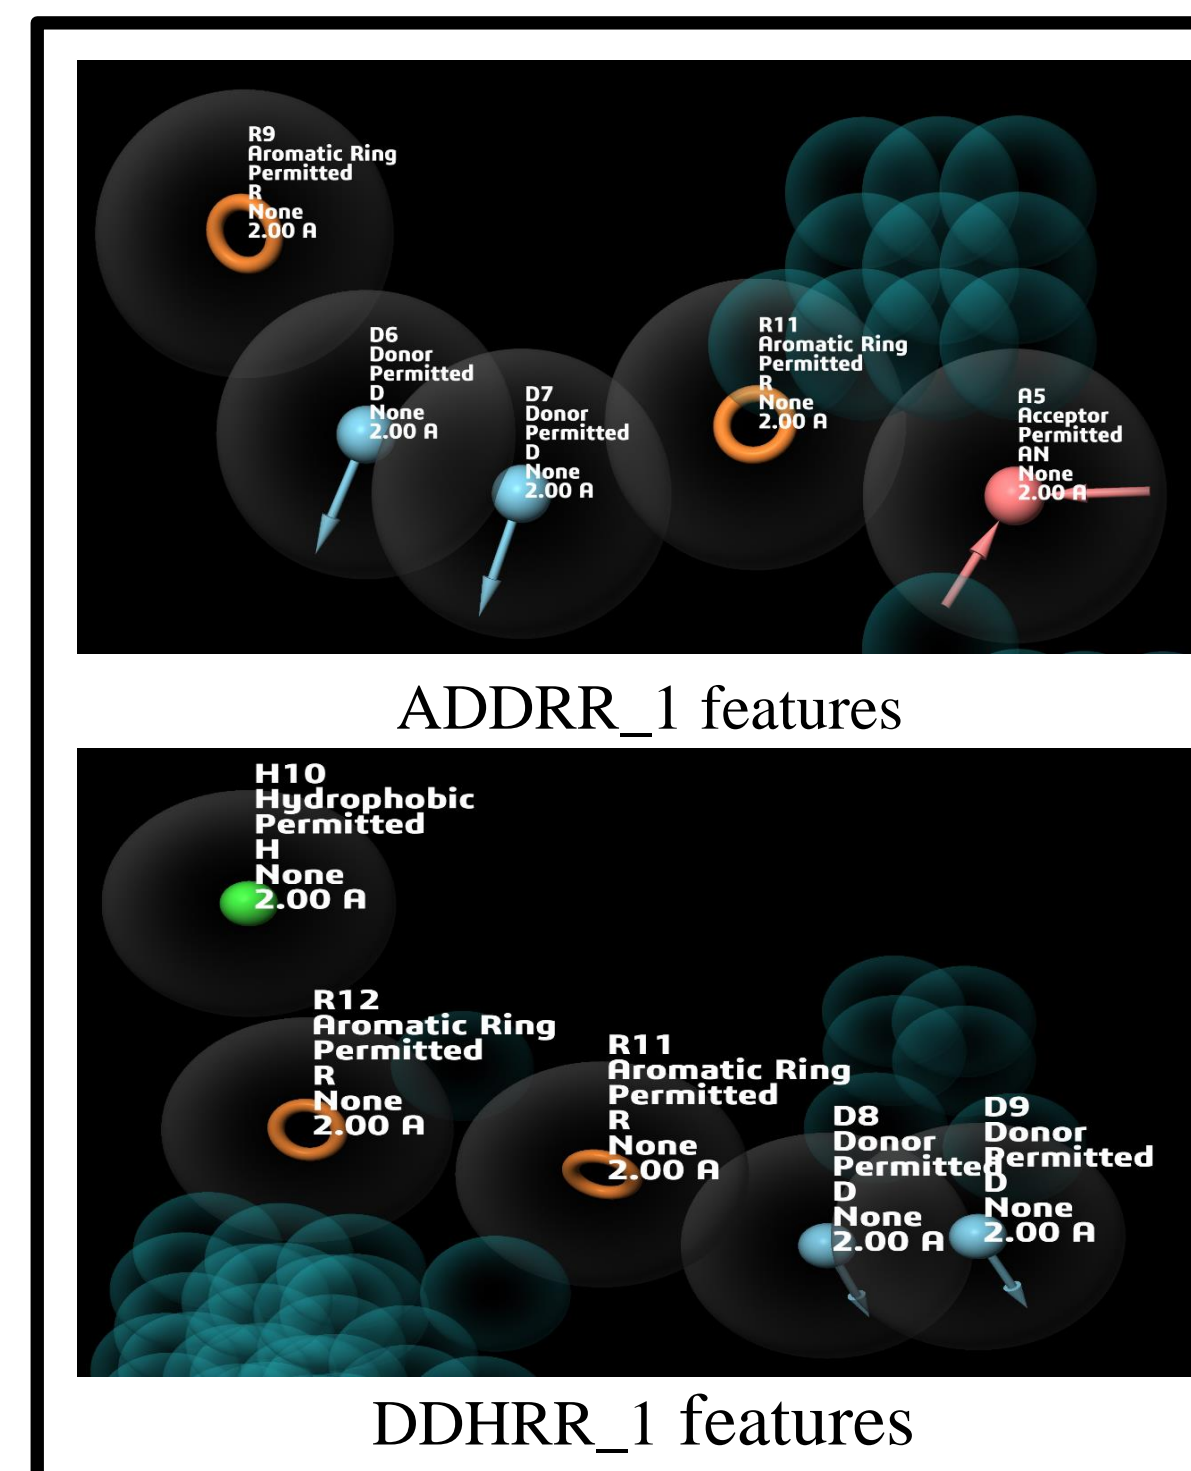 R9
Aromatic Ring
Permitted
R
None
2.00 A
D6
Donor
Permitted
D
None
2.00 A
D7
Donor
Permitted
D
None
2.00 A
R11
Aromatic Ring
Permitted
R
None
2.00 A
A5
Acceptor
Permitted
AN
None
2.00 A
ADDRR_1 features
H10
Hydrophobic
Permitted
H
None
2.00 A
R12
Aromatic Ring
Permitted
R
None
2.00 A
R11
Aromatic Ring
Permitted
R
None
2.00 A
D8
Donor
Permitted
D
None
2.00 A
D9
Donor
Permitted
D
None
2.00 A
DDHRR_1 features